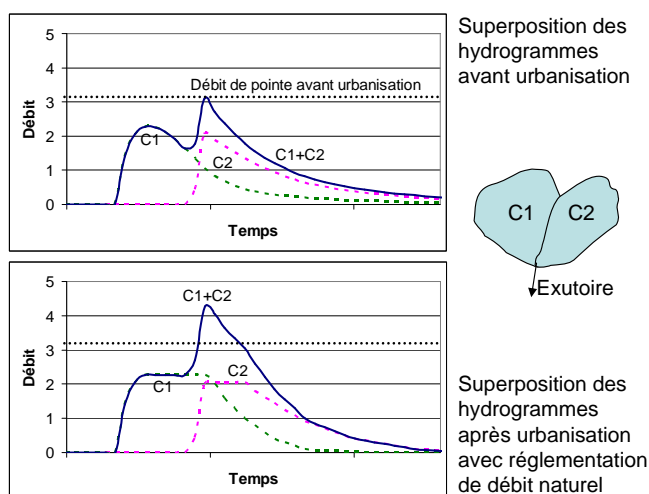 Superposition des
hydrogrammes
avant urbanisation
5
4
3
2
1
0
Débit
Débit de pointe avant urbanisation
C1
C2
C1+C2
Temps
C1
C2
Exutoire
5
4
3
2
1
0
Débit
C1+C2
C1
C2
Temps
Superposition des
hydrogrammes
après urbanisation
avec réglementation
de débit naturel